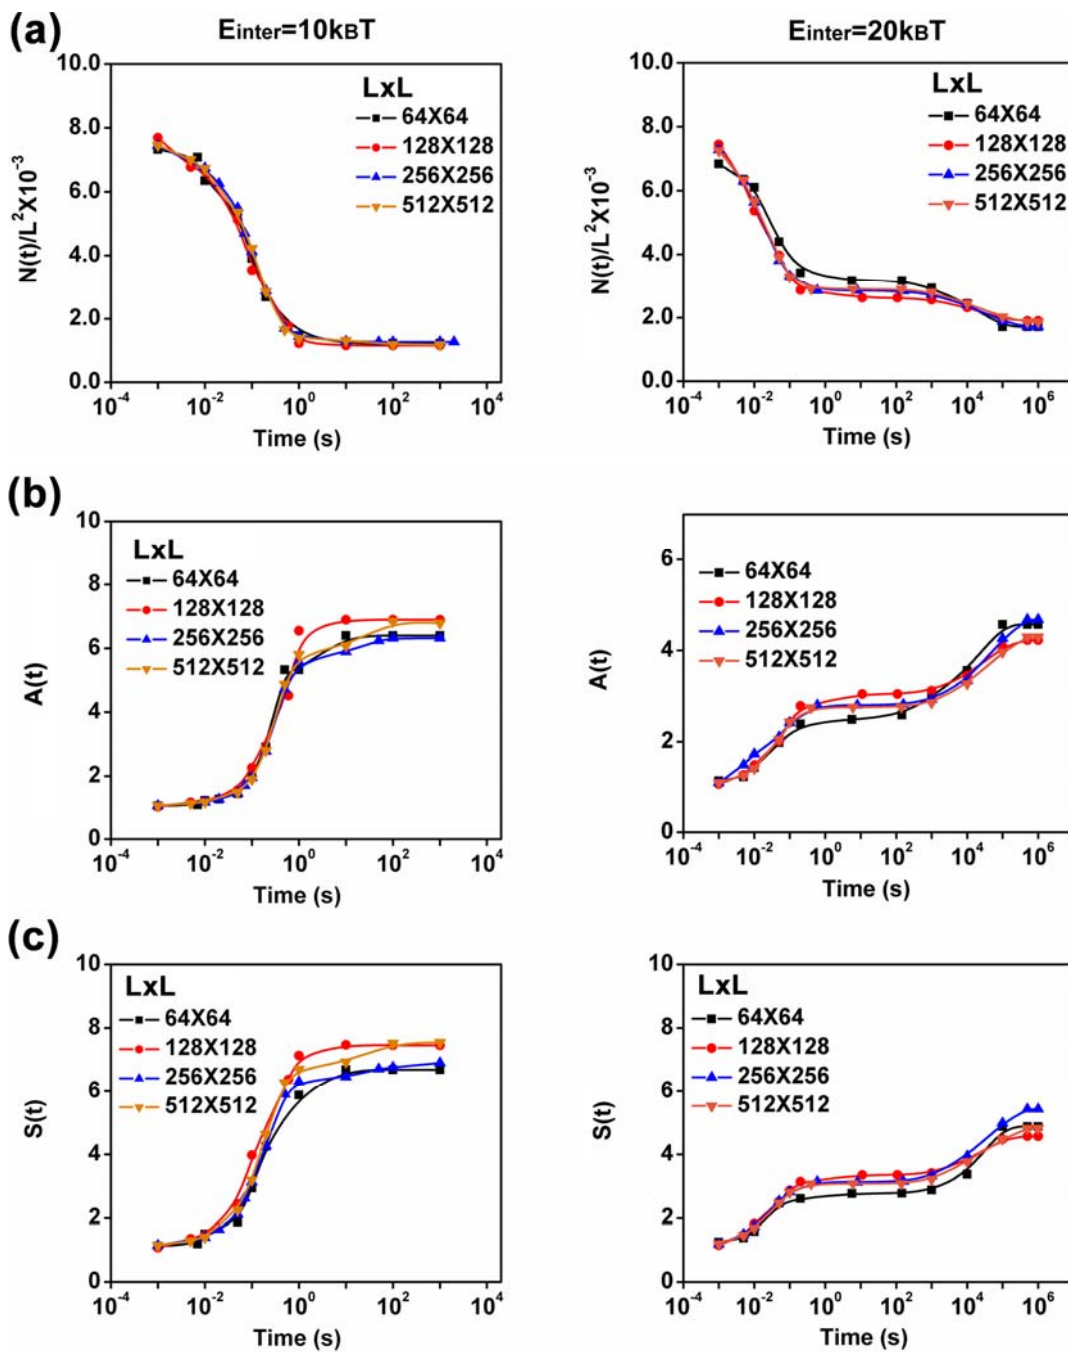 (a)
Einter=10kBT
Einter=20kBT
10.0
8.0
6.0
4.0
2.0
0.0
N(t)/L²X10⁻³
LxL
64X64
128X128
256X256
512X512
10⁻⁴ 10⁻² 10⁰ 10² 10⁴
Time (s)
10.0
8.0
6.0
4.0
2.0
0.0
N(t)/L²X10⁻³
LxL
64X64
128X128
256X256
512X512
10⁻⁴ 10⁻² 10⁰ 10² 10⁴ 10⁶
Time (s)
(b)
10
8
6
4
2
0
A(t)
LxL
64X64
128X128
256X256
512X512
10⁻⁴ 10⁻² 10⁰ 10² 10⁴
Time (s)
6
4
2
0
A(t)
64X64
128X128
256X256
512X512
10⁻⁴ 10⁻² 10⁰ 10² 10⁴ 10⁶
Time (s)
(c)
10
8
6
4
2
0
S(t)
LxL
64X64
128X128
256X256
512X512
10⁻⁴ 10⁻² 10⁰ 10² 10⁴
Time (s)
10
8
6
4
2
0
S(t)
LxL
64X64
128X128
256X256
512X512
10⁻⁴ 10⁻² 10⁰ 10² 10⁴ 10⁶
Time (s)